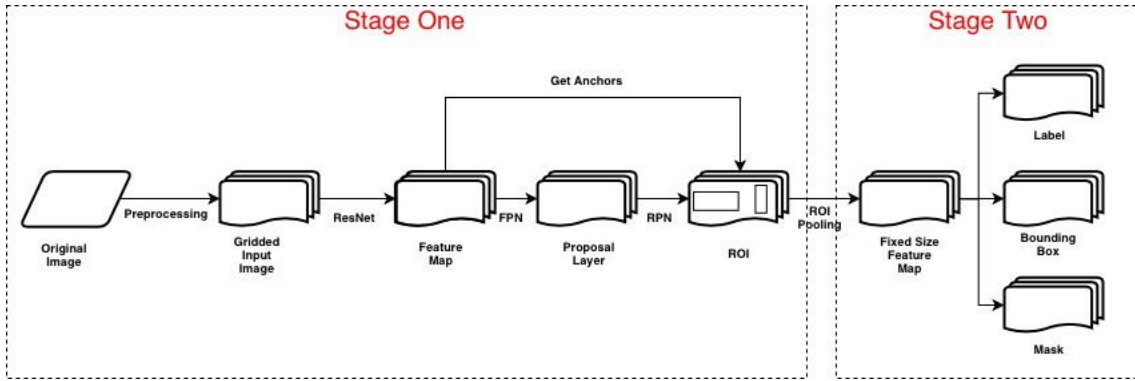 Stage One
Stage Two
Get Anchors
Preprocessing
ResNet
FPN
RPN
ROI
Pooling
Original
Image
Gridded
Input
Image
Feature
Map
Proposal
Layer
ROI
Fixed Size
Feature
Map
Label
Bounding
Box
Mask